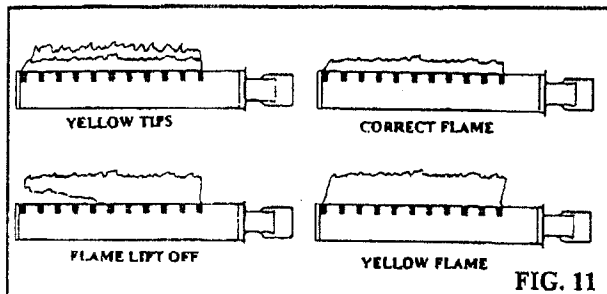 YELLOW TIPS
CORRECT FLAME
FLAME LIFT OFF
YELLOW FLAME
FIG. 11